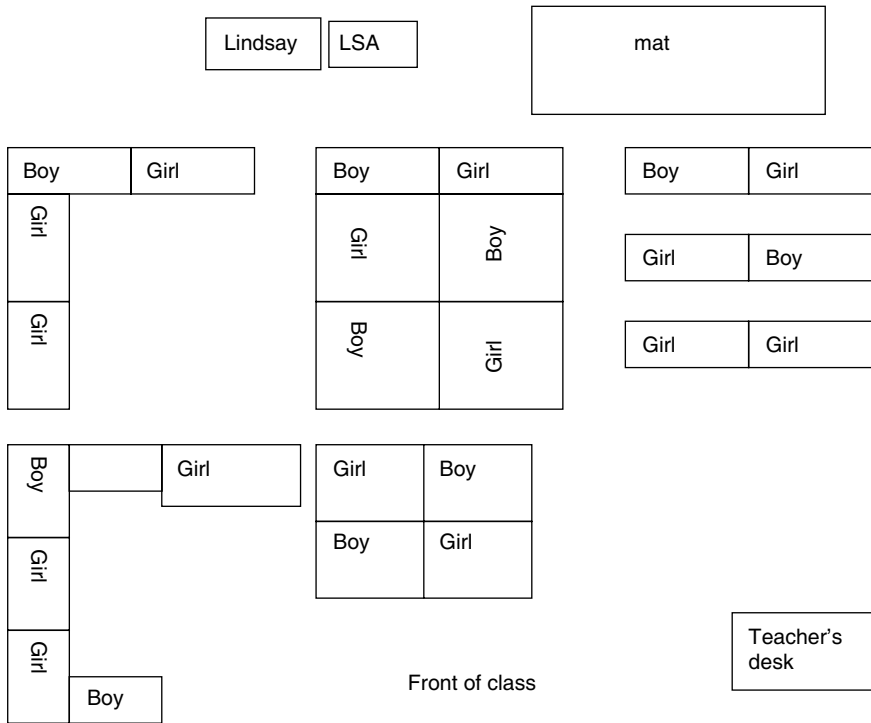 Lindsay LSA mat
Boy Girl Boy Girl Boy Girl
Girl Girl Boy Girl Boy
Girl Boy Girl Girl Girl
Boy Girl Girl Boy
Girl Boy Girl
Girl Boy Front of class Teacher's
desk